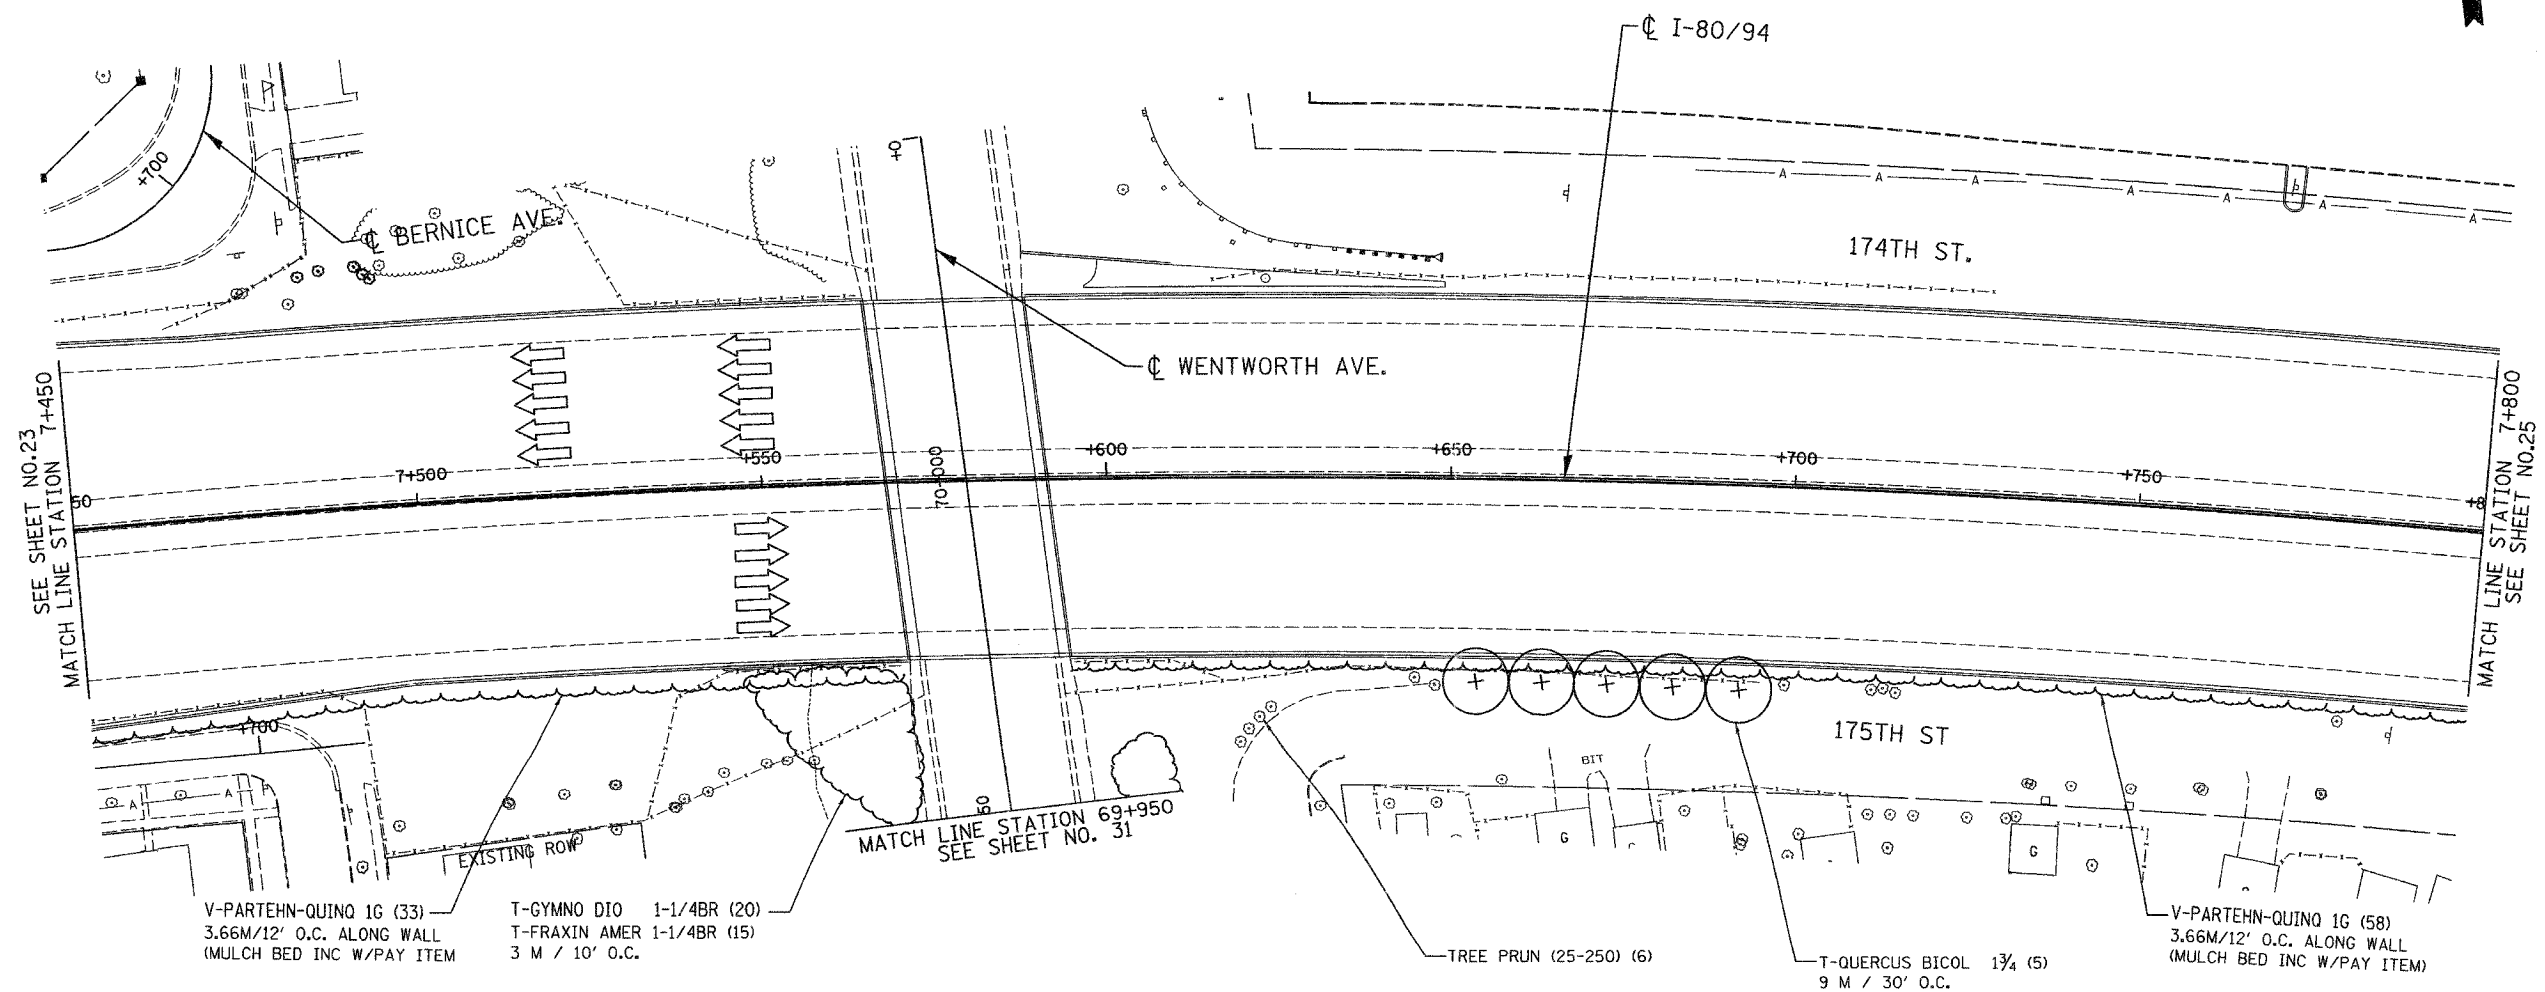 ℄ I-80/94
+700
℄ BERNICE AVE.
A A A A A A A
174TH ST.
℄ WENTWORTH AVE.
SEE SHEET NO.23
MATCH LINE STATION 7+450
50
7+500
+550
70+000
+600
+650
+700
+750
+8
MATCH LINE STATION 7+800
SEE SHEET NO.25
+700
A A
175TH ST
BIT
G
G
50
MATCH LINE STATION 69+950
SEE SHEET NO. 31
EXISTING ROW
V-PARTEHN-QUINQ 1G (33)
3.66M/12' O.C. ALONG WALL
(MULCH BED INC W/PAY ITEM
T-GYMNO DIO 1-1/4BR (20)
T-FRAXIN AMER 1-1/4BR (15)
3 M / 10' O.C.
TREE PRUN (25-250) (6)
T-QUERCUS BICOL 1¾ (5)
9 M / 30' O.C.
V-PARTEHN-QUINQ 1G (58)
3.66M/12' O.C. ALONG WALL
(MULCH BED INC W/PAY ITEM)